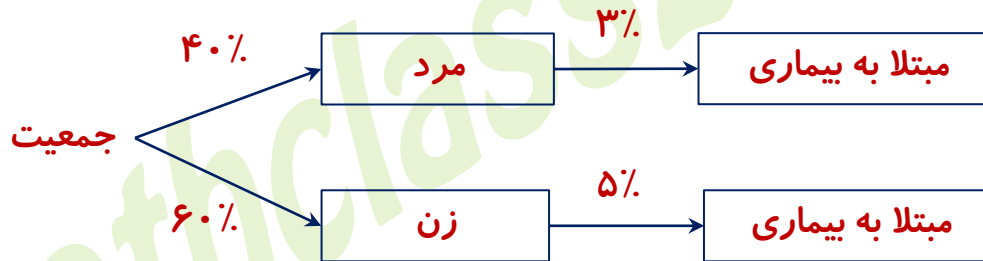 ۴۰٪
مرد
۳٪
مبتلا به بیماری
جمعیت
۶۰٪
زن
۵٪
مبتلا به بیماری